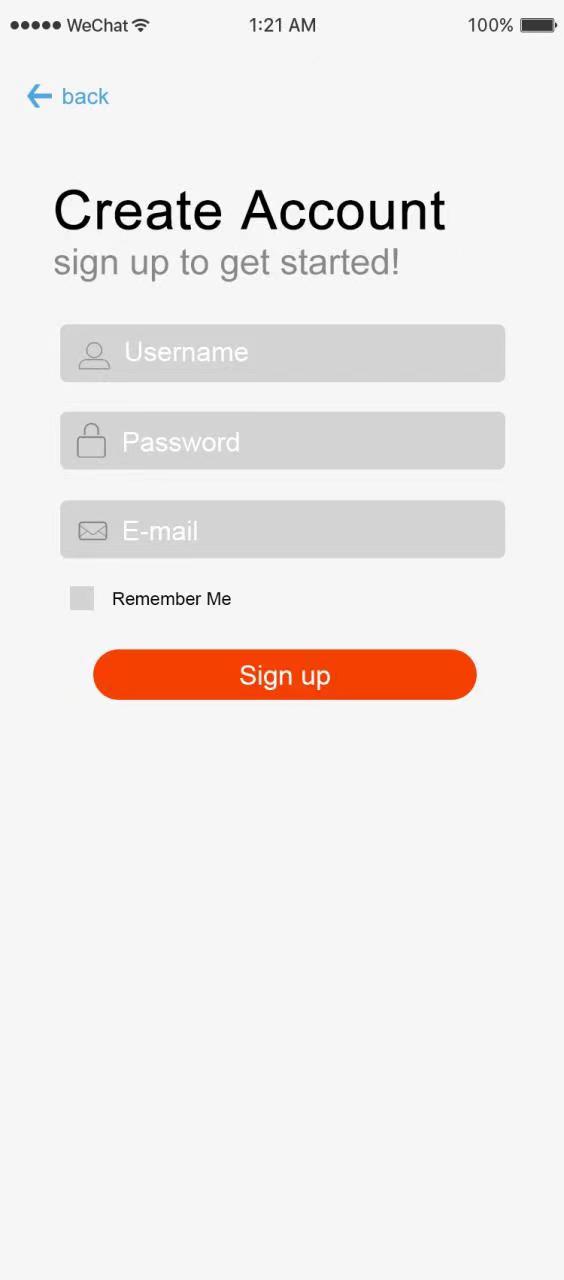 WeChat 1:21 AM 100%
back
Create Account
sign up to get started!
Username
Password
E-mail
Remember Me
Sign up